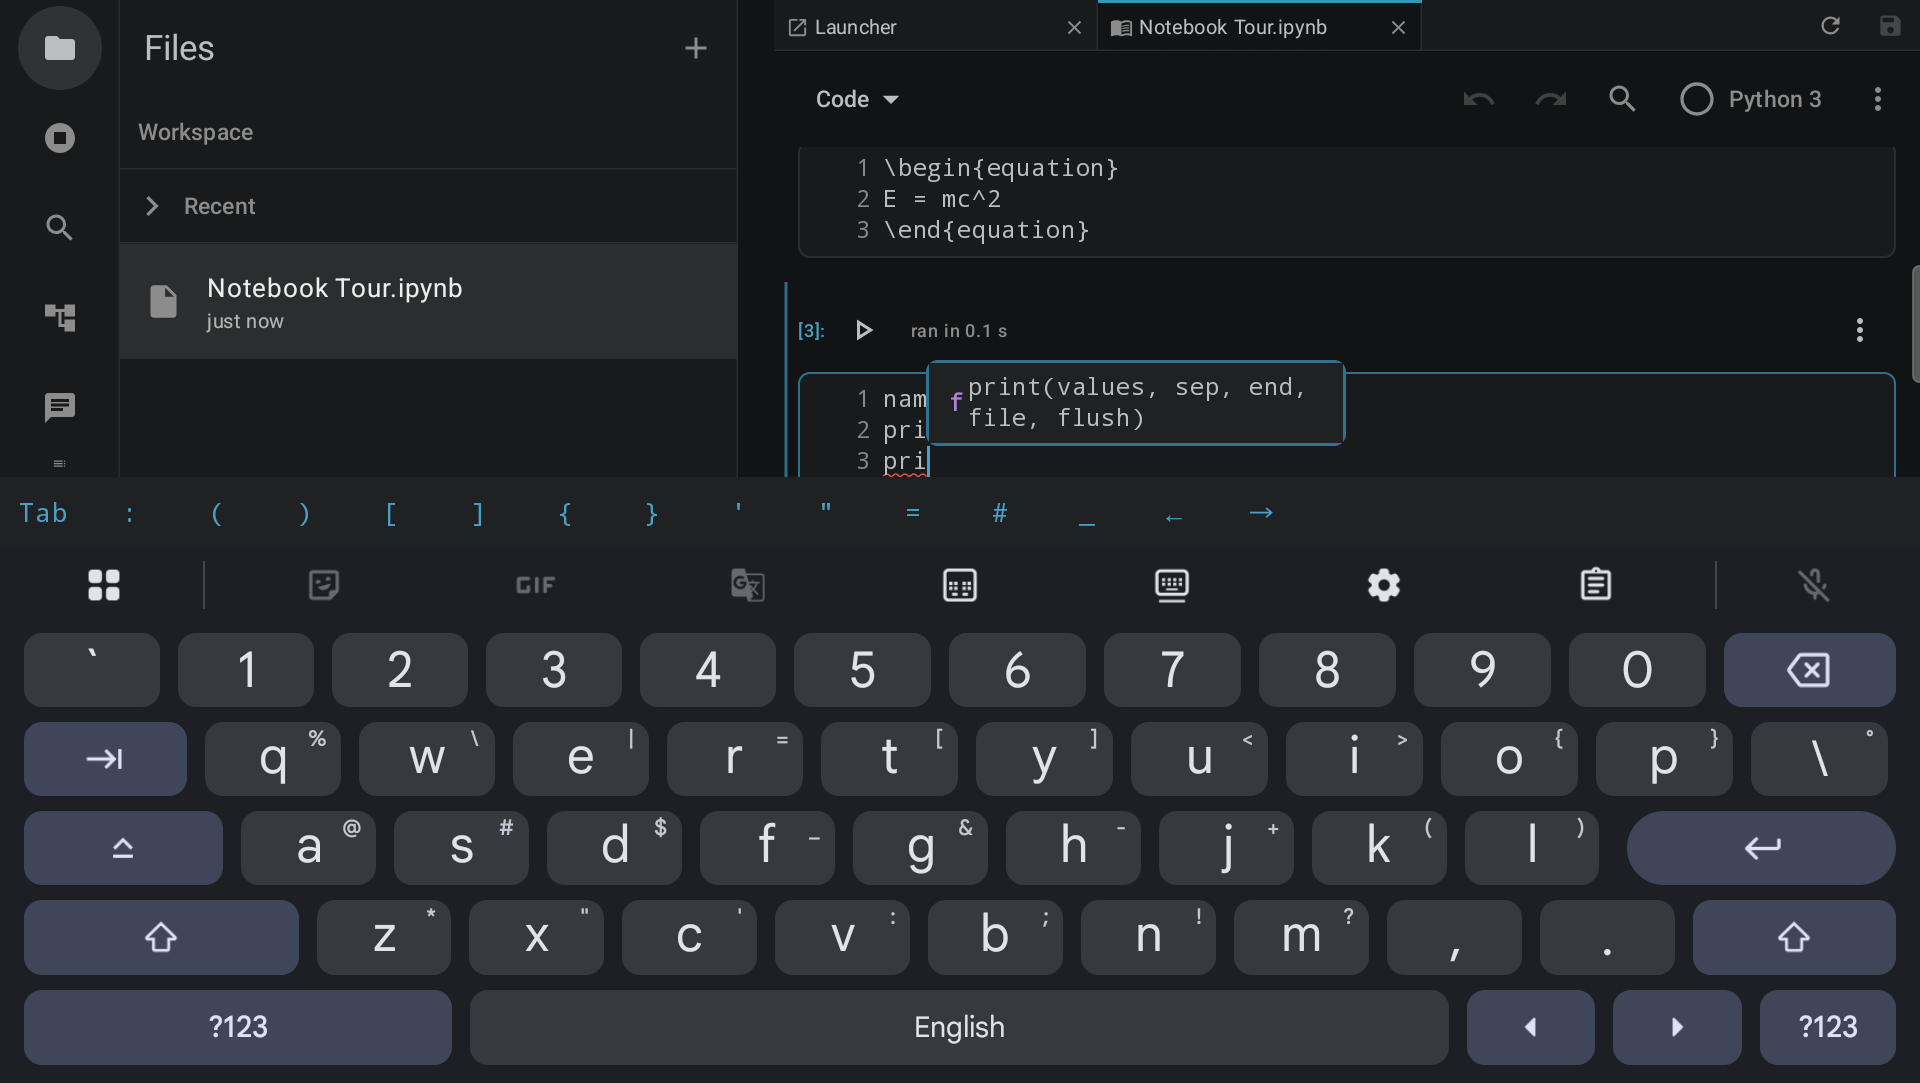 Files
Workspace
Recent
Notebook Tour.ipynb
just now
Launcher
Notebook Tour.ipynb
Code
Python 3
1 \begin{equation}
2 E = mc^2
3 \end{equation}
[3]:
ran in 0.1 s
1 nam
2 pri
3 pri
f print(values, sep, end,
file, flush)
Tab : ( ) [ ] { } ' " = # _ ← →
GIF
` 1 2 3 4 5 6 7 8 9 0
q % w \ e | r = t [ y ] u < i > o { p } \ °
a @ s # d $ f _ g & h - j + k ( l )
z * x " c ' v : b ; n ! m ? , .
?123 English ?123